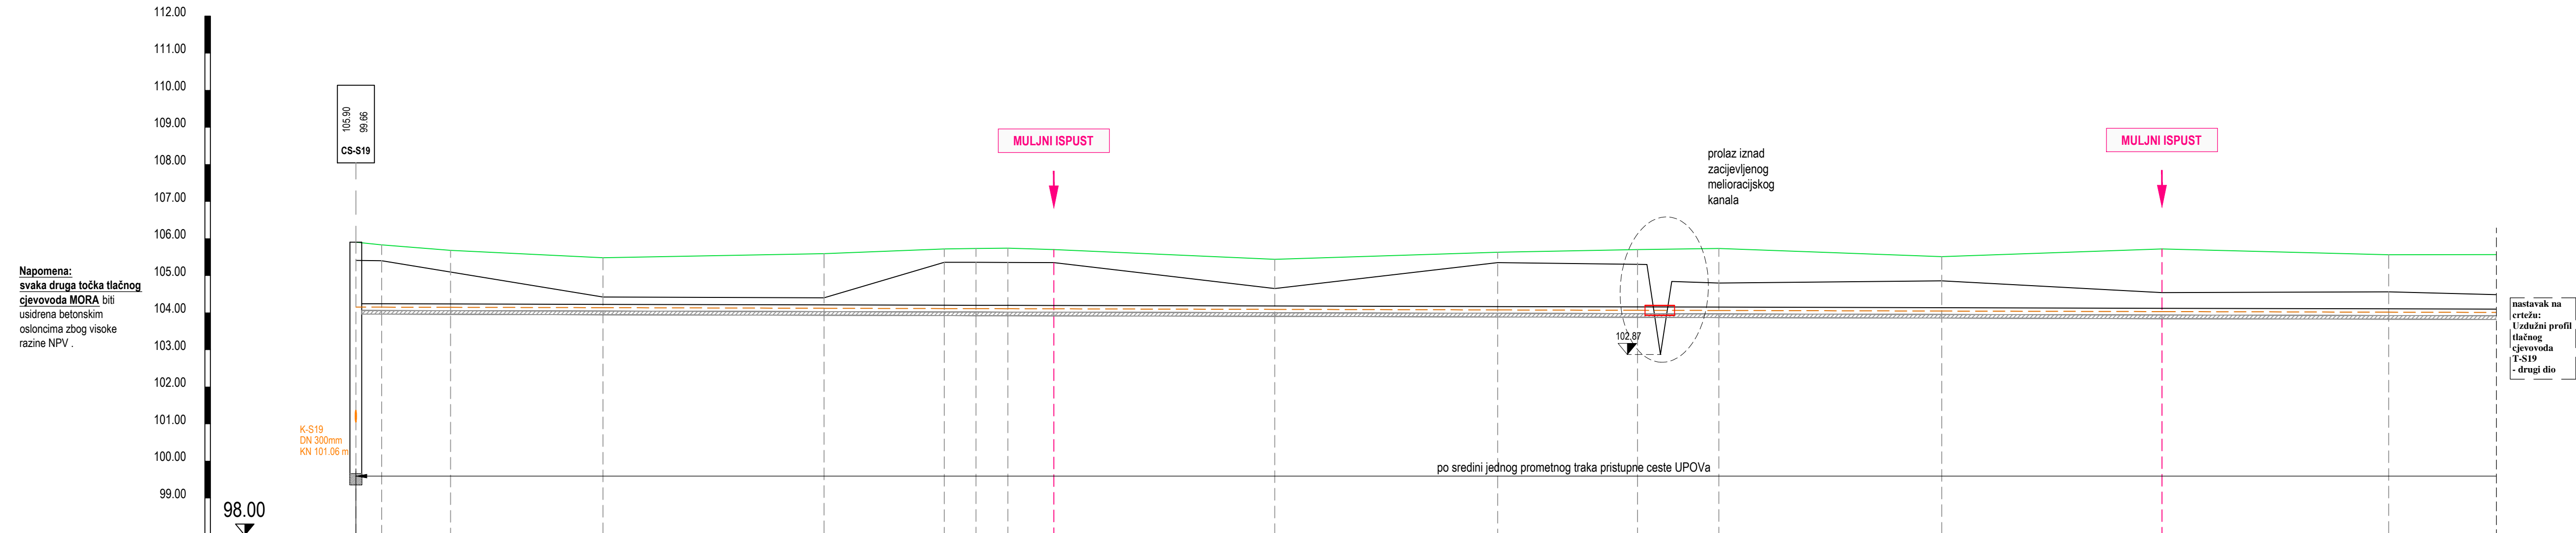 112.00
111.00
110.00
109.00
108.00
107.00
106.00
105.00
104.00
103.00
102.00
101.00
100.00
99.00
98.00
Napomena:
svaka druga točka tlačnog
cjevovoda MORA biti
usidrena betonskim
osloncima zbog visoke
razine NPV .
105.90
99.66
CS-S19
K-S19
DN 300mm
KN 101.06 m
MULJNI ISPUST
prolaz iznad
zacijevljenog
melioracijskog
kanala
102.87
po sredini jednog prometnog traka pristupne ceste UPOVa
MULJNI ISPUST
nastavak na
crtežu:
Uzdužni profil
tlačnog
cjevovoda
T-S19
- drugi dio